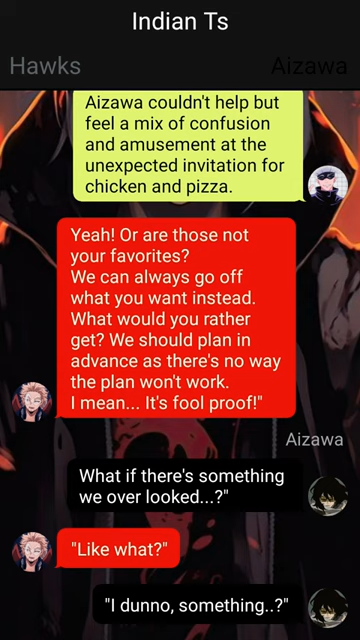 Indian Ts
Hawks
Aizawa
Aizawa couldn't help but
feel a mix of confusion
and amusement at the
unexpected invitation for
chicken and pizza.
Yeah! Or are those not
your favorites?
We can always go off
what you want instead.
What would you rather
get? We should plan in
advance as there's no way
the plan won't work.
I mean... It's fool proof!"
Aizawa
What if there's something
we over looked...?"
"Like what?"
"I dunno, something..?"